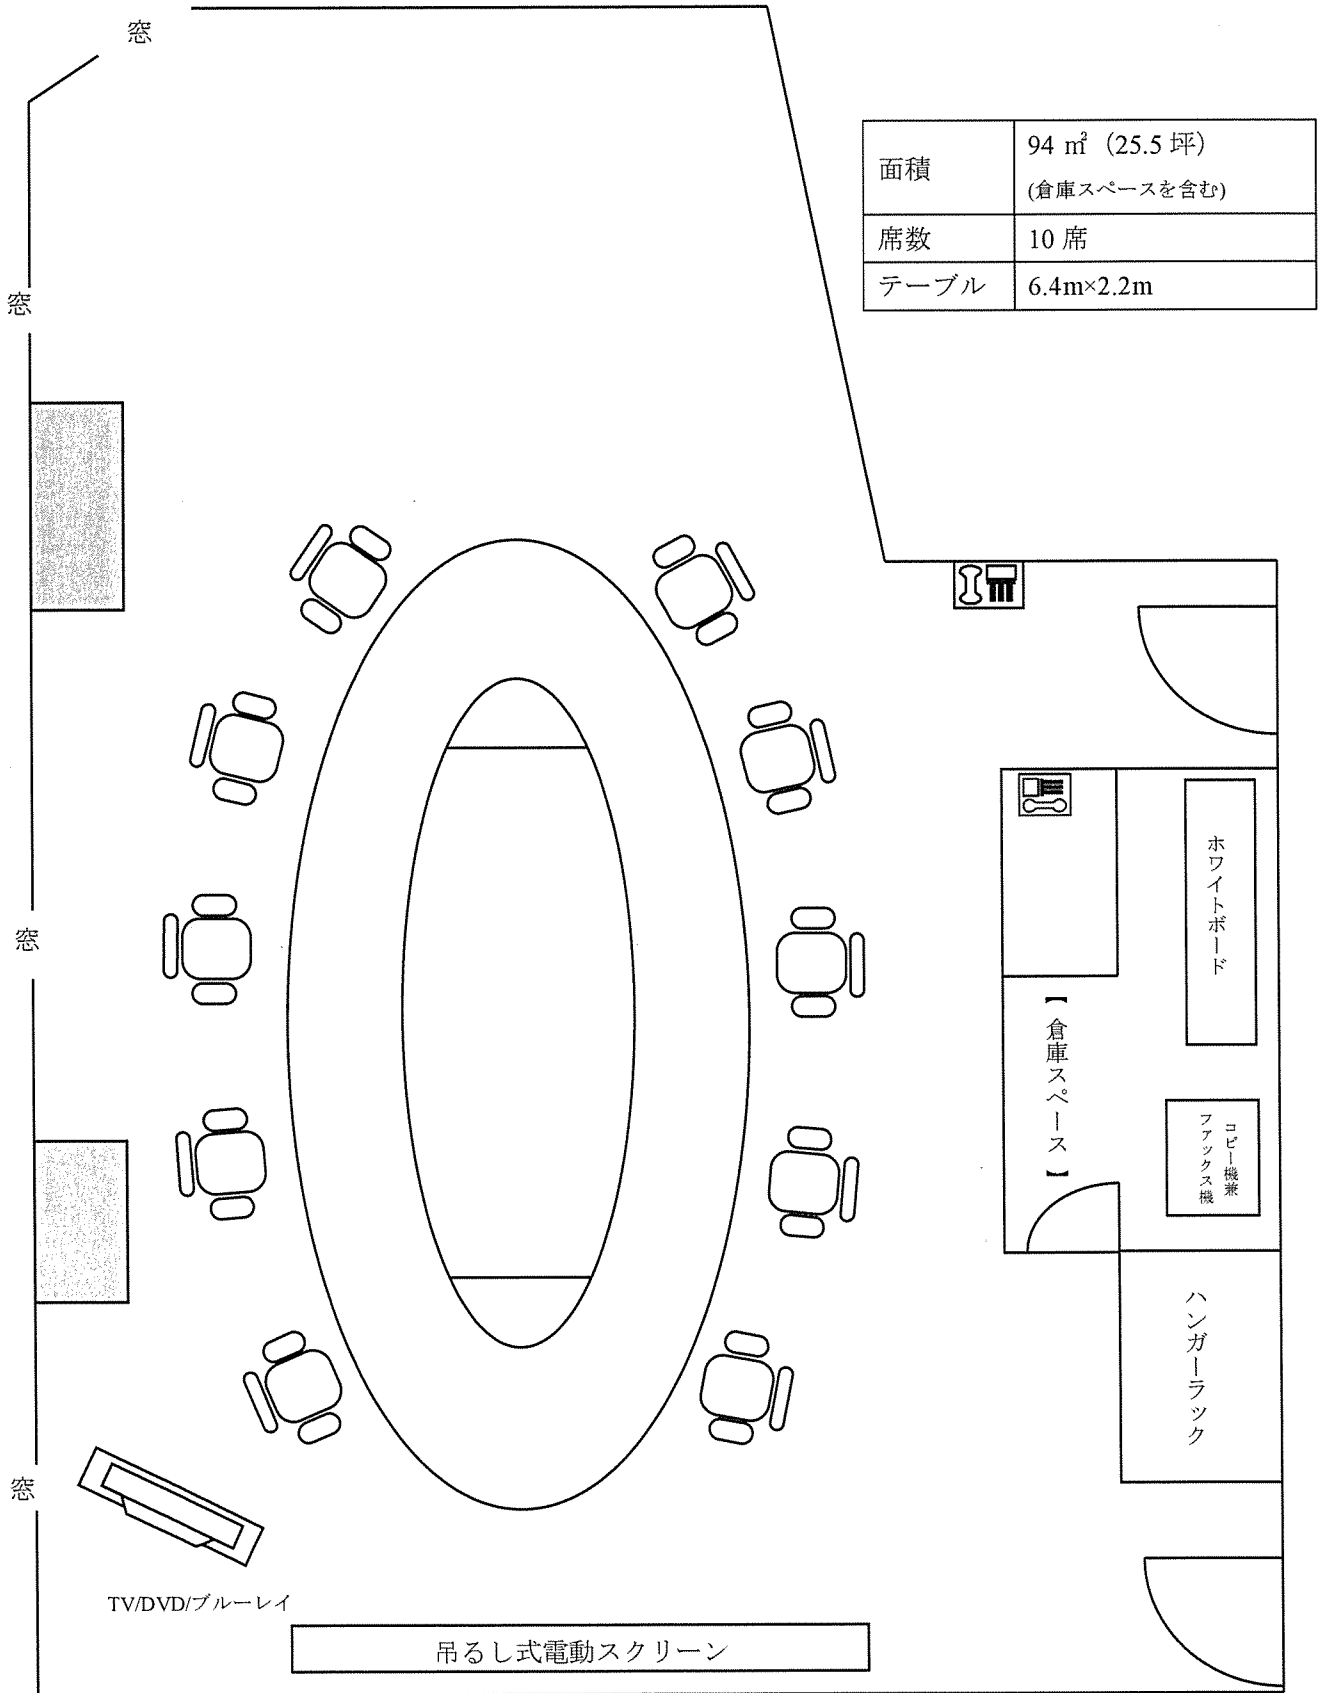 窓
面積
94 ㎡（25.5 坪）
(倉庫スペースを含む)
席数
10 席
テーブル
6.4m×2.2m
窓
窓
ホワイトボード
【倉庫スペース】
コピー機兼
ファックス機
ハンガーラック
窓
TV/DVD/ブルーレイ
吊るし式電動スクリーン